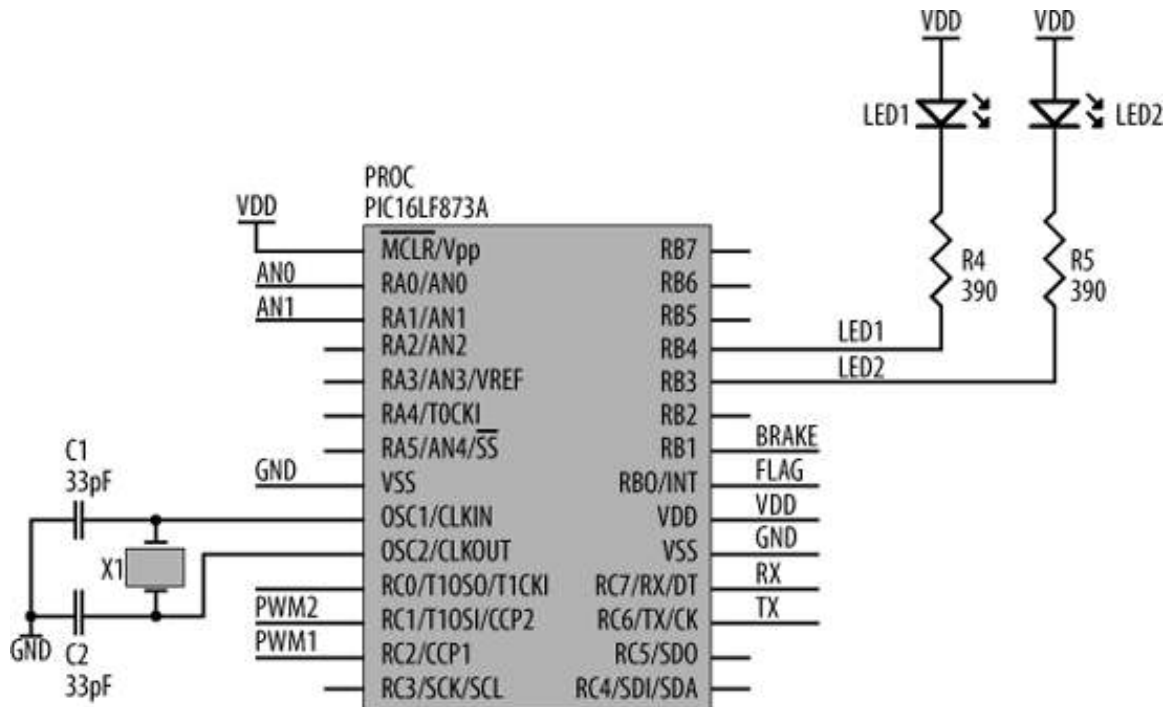 VDD
VDD
LED1
LED2
PROC
PIC16LF873A
VDD
MCLR/Vpp
RB7
AN0
RA0/AN0
RB6
R4
390
R5
390
AN1
RA1/AN1
RB5
RA2/AN2
RB4
LED1
RA3/AN3/VREF
RB3
LED2
RA4/T0CKI
RB2
C1
33pF
RA5/AN4/SS
RB1
BRAKE
GND
VSS
RBO/INT
FLAG
OSC1/CLKIN
VDD
VDD
X1
OSC2/CLKOUT
VSS
GND
RC0/T1OSO/T1CKI
RC7/RX/DT
RX
PWM2
RC1/T1OSI/CCP2
RC6/TX/CK
TX
GND
C2
33pF
PWM1
RC2/CCP1
RC5/SDO
RC3/SCK/SCL
RC4/SDI/SDA